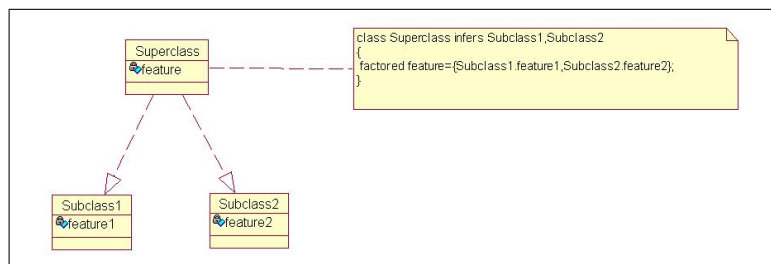 Superclass
feature
class Superclass infers Subclass1,Subclass2
{
factored feature={Subclass1.feature1,Subclass2.feature2};
}
Subclass1
feature1
Subclass2
feature2